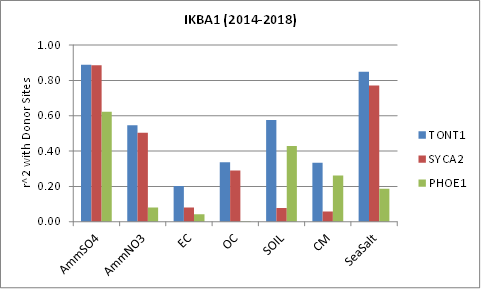 IKBA1 (2014-2018)
r^2 with Donor Sites
1.00
0.80
0.60
0.40
0.20
0.00
AmmSO4
AmmNO3
EC
OC
SOIL
CM
SeaSalt
TONT1
SYCA2
PHOE1